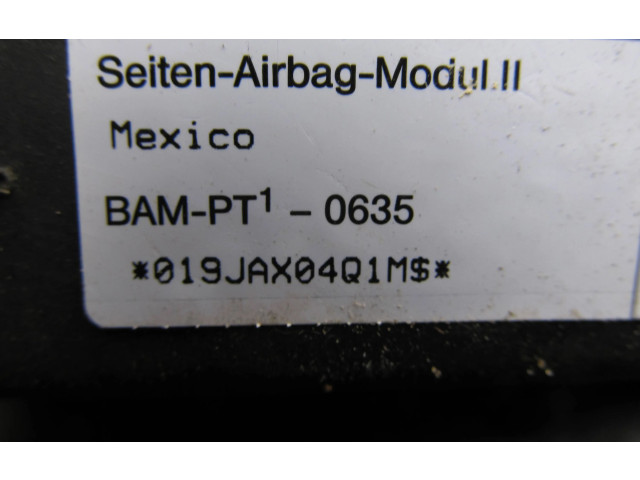 Seiten-Airbag-Modul II
Mexico
BAM-PT¹ - 0635
*019JAX04Q1M$*